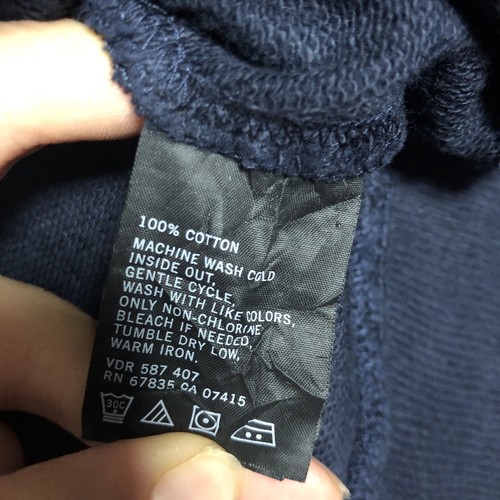 100% COTTON
MACHINE WASH COLD
INSIDE OUT,
GENTLE CYCLE,
WASH WITH LIKE COLORS,
ONLY NON-CHLORINE
BLEACH IF NEEDED,
TUMBLE DRY LOW,
WARM IRON.
VDR 587 407
RN 67835 CA 07415
30C